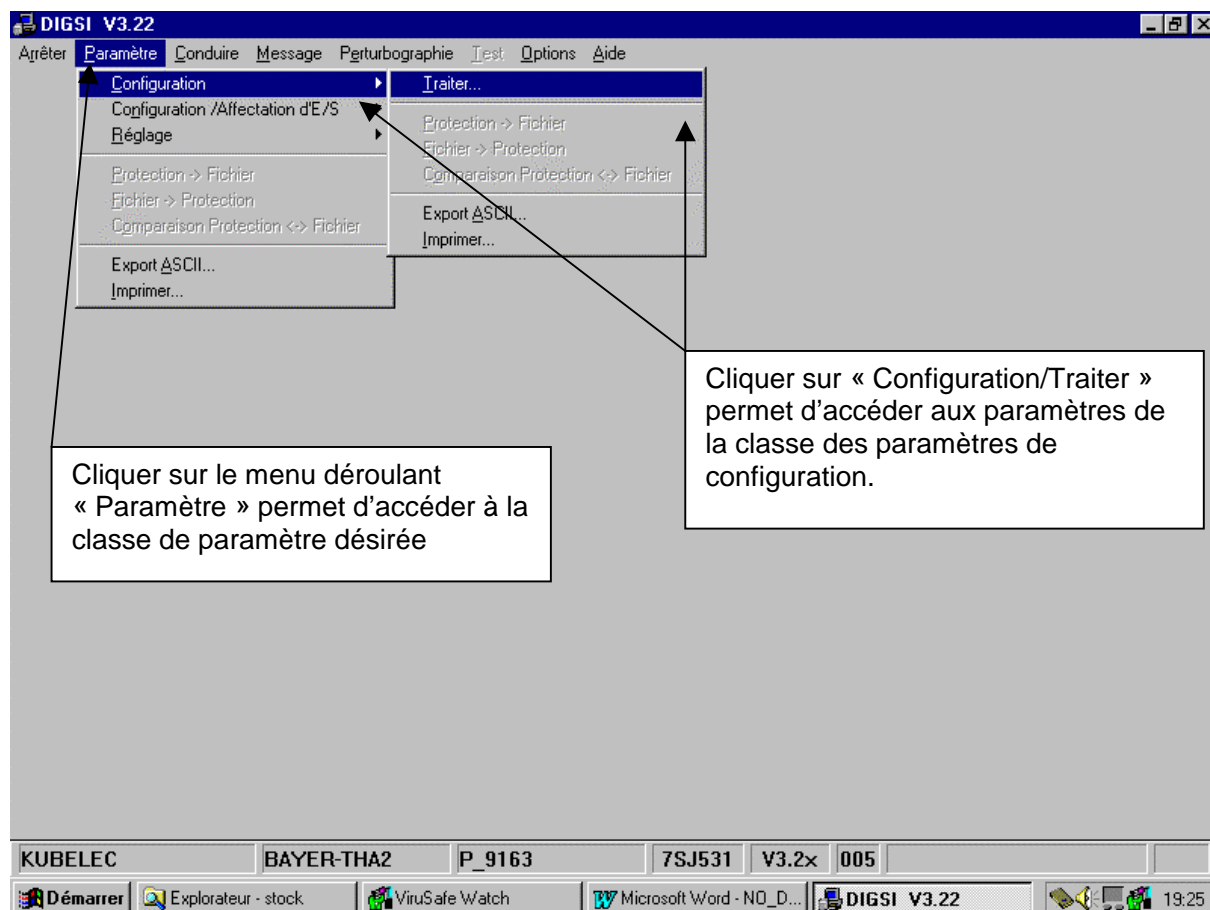 DIGSI V3.22
Arrêter Paramètre Conduire Message Perturbographie Test Options Aide
Configuration
Configuration /Affectation d'E/S
Réglage
Protection -> Fichier
Fichier -> Protection
Comparaison Protection <-> Fichier
Export ASCII...
Imprimer...
Traiter...
Protection -> Fichier
Fichier -> Protection
Comparaison Protection <-> Fichier
Export ASCII...
Imprimer...
Cliquer sur « Configuration/Traiter »
permet d'accéder aux paramètres de
la classe des paramètres de
configuration.
Cliquer sur le menu déroulant
« Paramètre » permet d'accéder à la
classe de paramètre désirée
KUBELEC BAYER-THA2 P_9163 7SJ531 V3.2x 005
Démarrer Explorateur - stock ViruSafe Watch Microsoft Word - NO_D... DIGSI V3.22 19:25